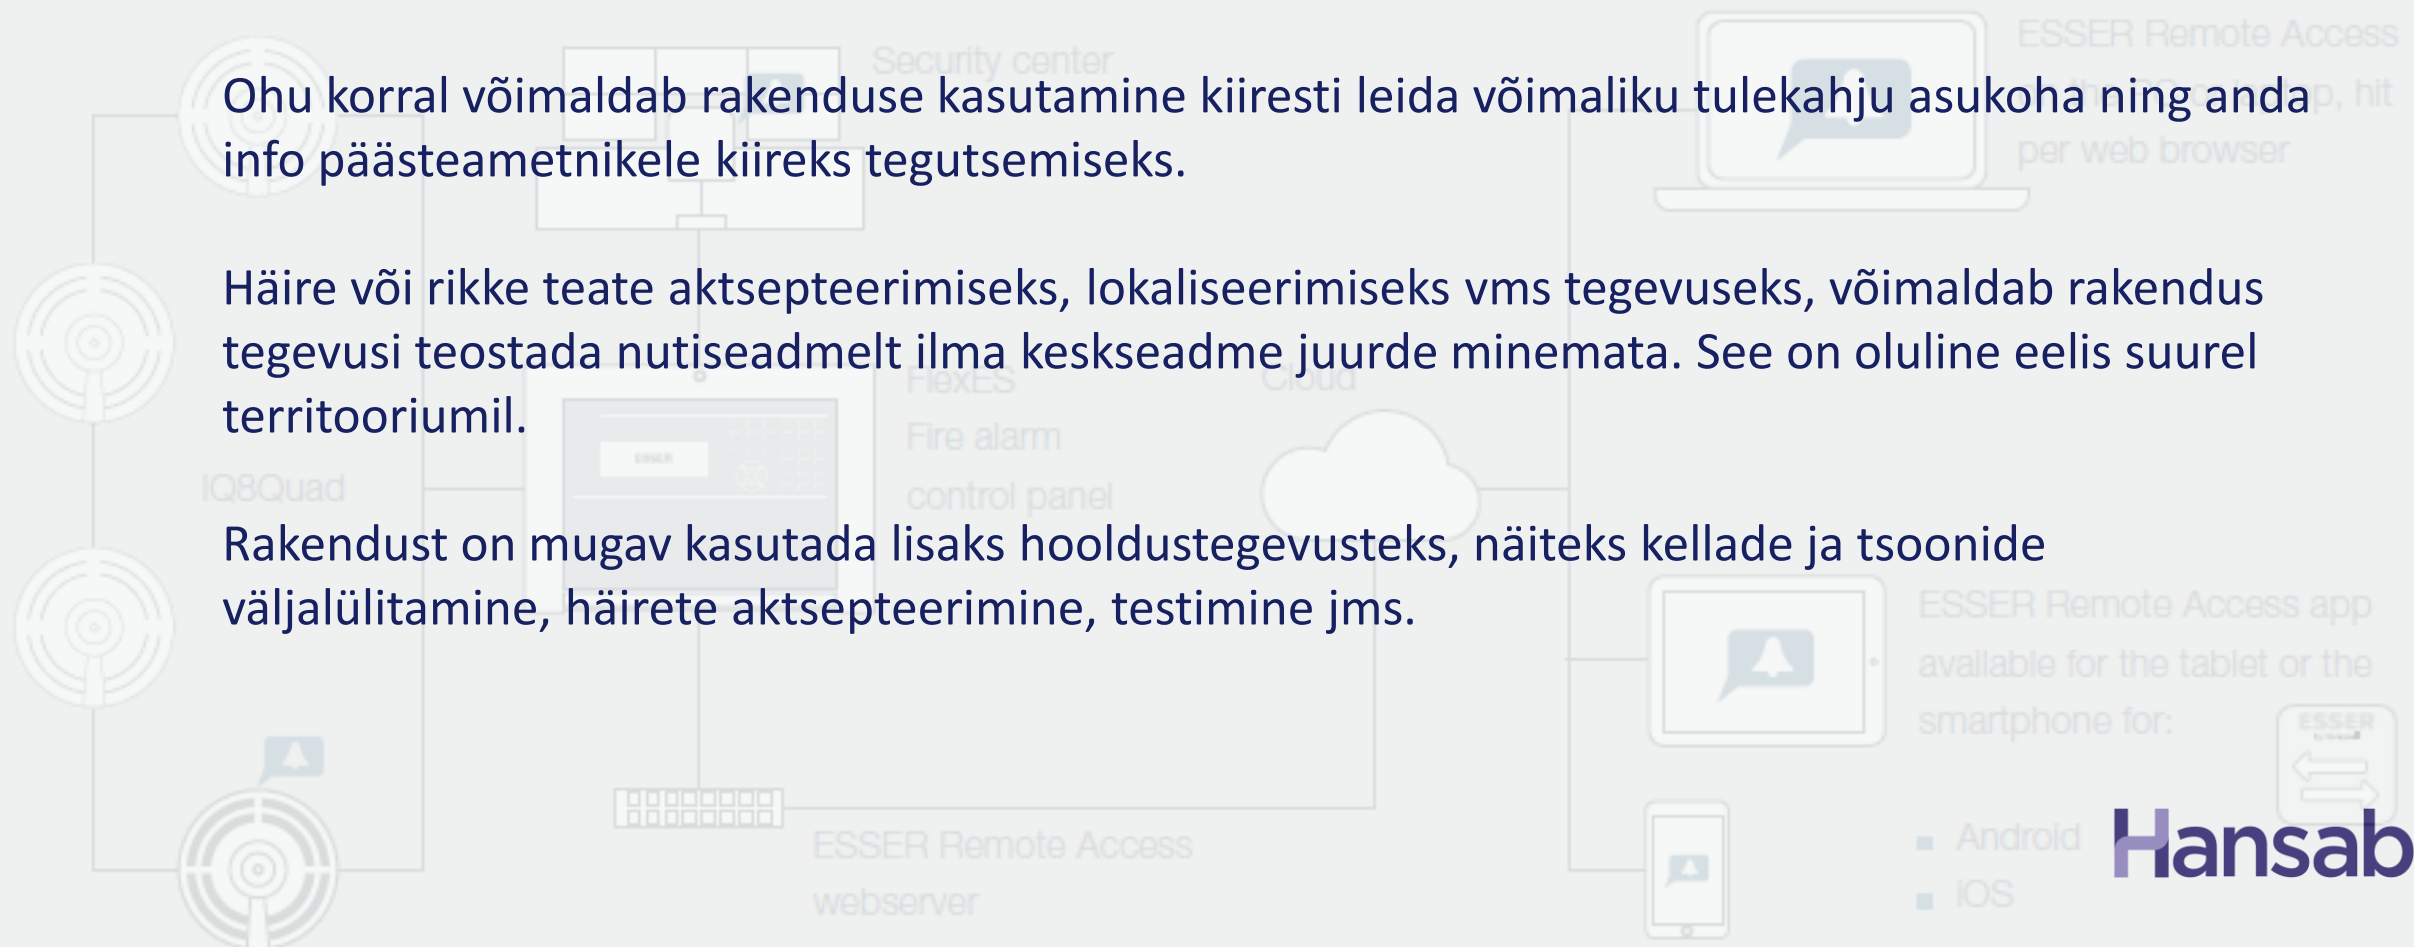 Security center
ESSER Remote Access
Ohu korral võimaldab rakenduse kasutamine kiiresti leida võimaliku tulekahju asukoha ning anda
hit
info päästeametnikele kiireks tegutsemiseks.
per web browser
Häire või rikke teate aktsepteerimiseks, lokaliseerimiseks vms tegevuseks, võimaldab rakendus
tegevusi teostada nutiseadmelt ilma keskseadme juurde minemata. See on oluline eelis suurel
territooriumil.
FlexES
Fire alarm
control panel
Cloud
ESSER
IQ8Quad
Rakendust on mugav kasutada lisaks hooldustegevusteks, näiteks kellade ja tsoonide
väljalülitamine, häirete aktsepteerimine, testimine jms.
ESSER Remote Access app
available for the tablet or the
smartphone for:
ESSER
Android
iOS
ESSER Remote Access
webserver
Hansab